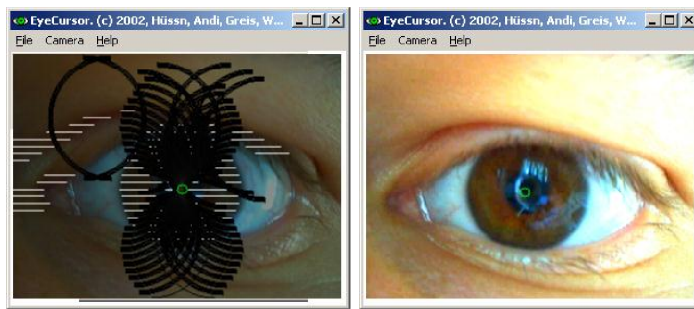 EyeCursor. (c) 2002, Hüssn, Andi, Greis, W...
File Camera Help
EyeCursor. (c) 2002, Hüssn, Andi, Greis, W...
File Camera Help